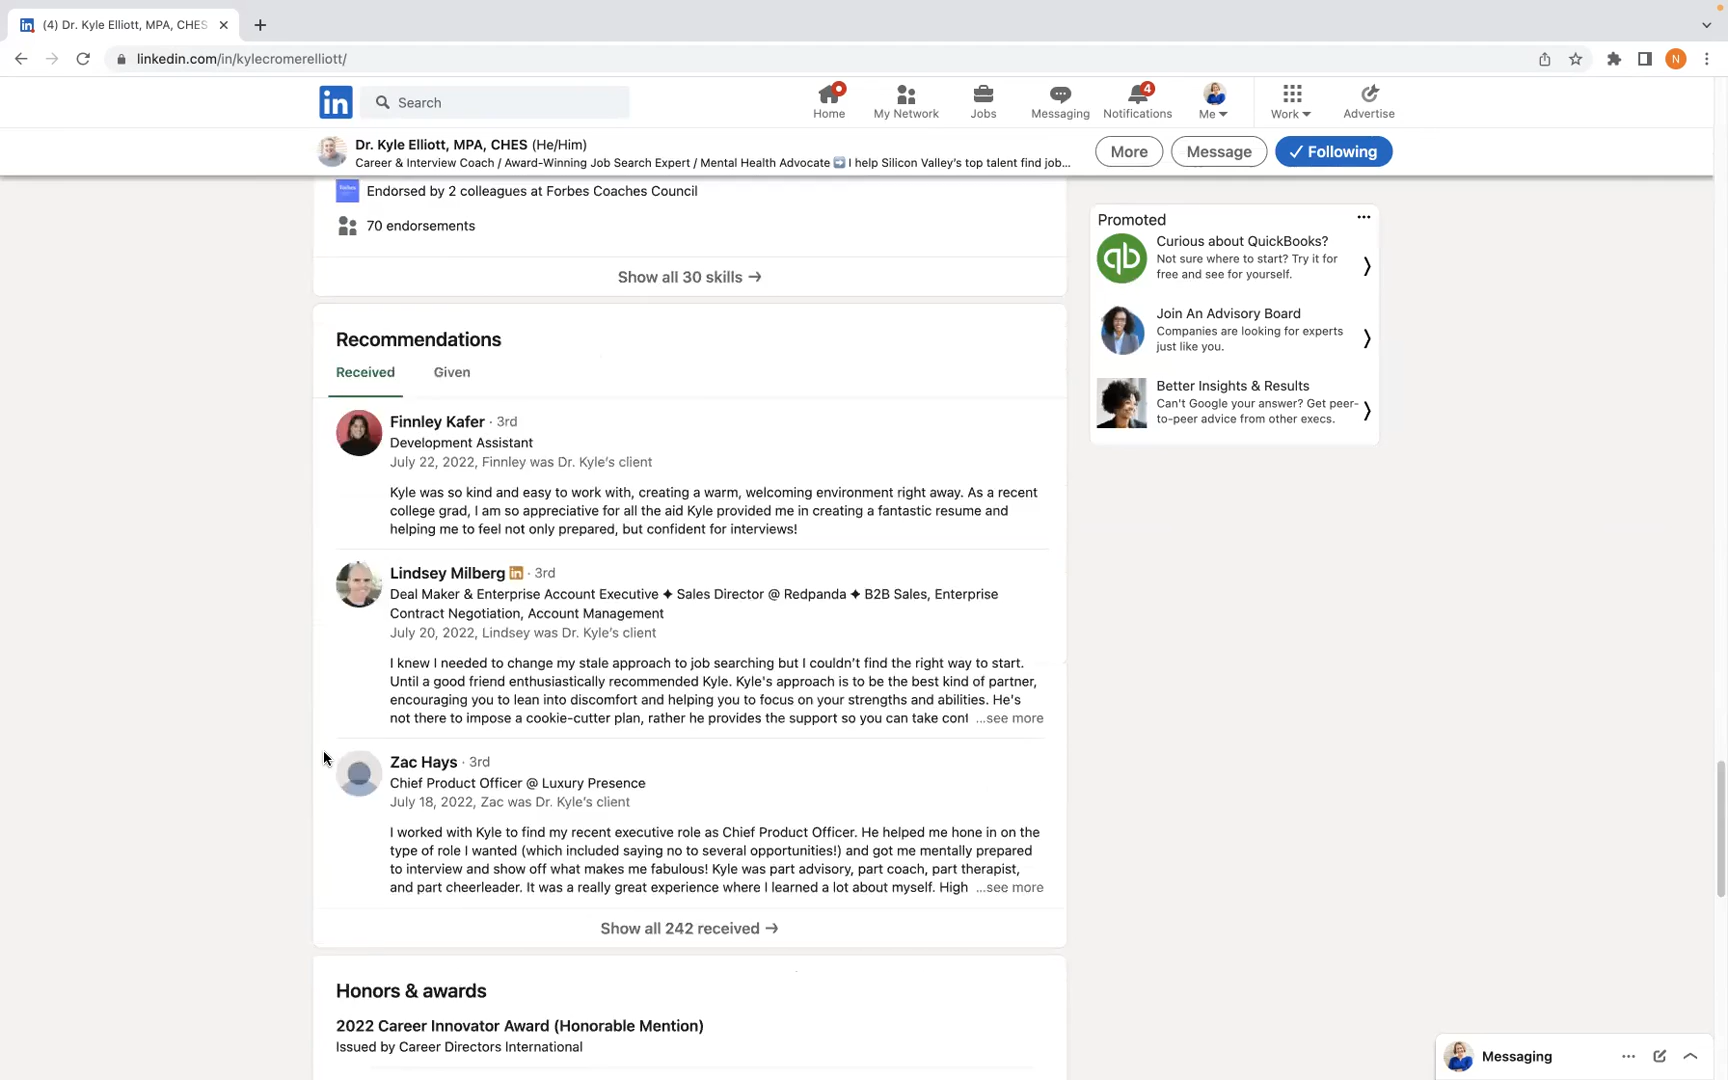 (4) Dr. Kyle Elliott, MPA, CHES
linkedin.com/in/kylecromerelliott/
N
in
Search
Home
My Network
Jobs
Messaging
4
Notifications
Me
Work
Advertise
Dr. Kyle Elliott, MPA, CHES (He/Him)
Career & Interview Coach / Award-Winning Job Search Expert / Mental Health Advocate ➡️ I help Silicon Valley's top talent find job...
More
Message
✓ Following
Endorsed by 2 colleagues at Forbes Coaches Council
70 endorsements
Show all 30 skills →
Recommendations
Received
Given
Finnley Kafer · 3rd
Development Assistant
July 22, 2022, Finnley was Dr. Kyle's client
Kyle was so kind and easy to work with, creating a warm, welcoming environment right away. As a recent
college grad, I am so appreciative for all the aid Kyle provided me in creating a fantastic resume and
helping me to feel not only prepared, but confident for interviews!
Lindsey Milberg in · 3rd
Deal Maker & Enterprise Account Executive ✦ Sales Director @ Redpanda ✦ B2B Sales, Enterprise
Contract Negotiation, Account Management
July 20, 2022, Lindsey was Dr. Kyle's client
I knew I needed to change my stale approach to job searching but I couldn't find the right way to start.
Until a good friend enthusiastically recommended Kyle. Kyle's approach is to be the best kind of partner,
encouraging you to lean into discomfort and helping you to focus on your strengths and abilities. He's
not there to impose a cookie-cutter plan, rather he provides the support so you can take cont ...see more
Zac Hays · 3rd
Chief Product Officer @ Luxury Presence
July 18, 2022, Zac was Dr. Kyle's client
I worked with Kyle to find my recent executive role as Chief Product Officer. He helped me hone in on the
type of role I wanted (which included saying no to several opportunities!) and got me mentally prepared
to interview and show off what makes me fabulous! Kyle was part advisory, part coach, part therapist,
and part cheerleader. It was a really great experience where I learned a lot about myself. High ...see more
Show all 242 received →
Honors & awards
2022 Career Innovator Award (Honorable Mention)
Issued by Career Directors International
Promoted
qb
Curious about QuickBooks?
Not sure where to start? Try it for
free and see for yourself.
Join An Advisory Board
Companies are looking for experts
just like you.
Better Insights & Results
Can't Google your answer? Get peer-
to-peer advice from other execs.
Messaging